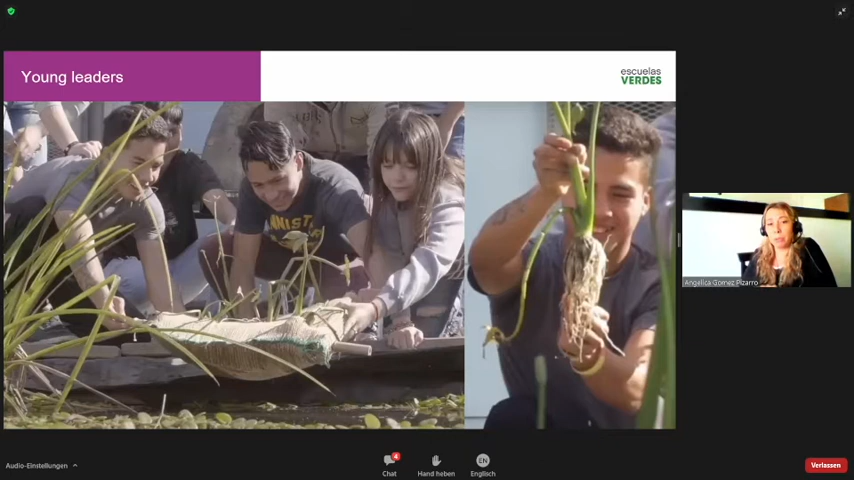 Young leaders
escuelas
VERDES
Angelica Gomez Pizarro
Audio-Einstellungen
4
Chat
Hand heben
EN
Englisch
Verlassen